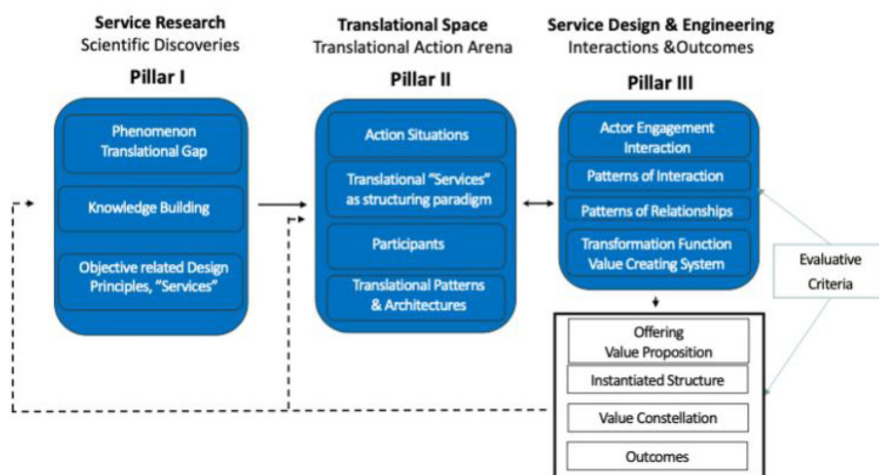 Service Research
Scientific Discoveries
Pillar I
Phenomenon
Translational Gap
Knowledge Building
Objective related Design
Principles, "Services"
Translational Space
Translational Action Arena
Pillar II
Action Situations
Translational "Services"
as structuring paradigm
Participants
Translational Patterns
& Architectures
Service Design & Engineering
Interactions &Outcomes
Pillar III
Actor Engagement
Interaction
Patterns of Interaction
Patterns of Relationships
Transformation Function
Value Creating System
Evaluative
Criteria
Offering
Value Proposition
Instantiated Structure
Value Constellation
Outcomes